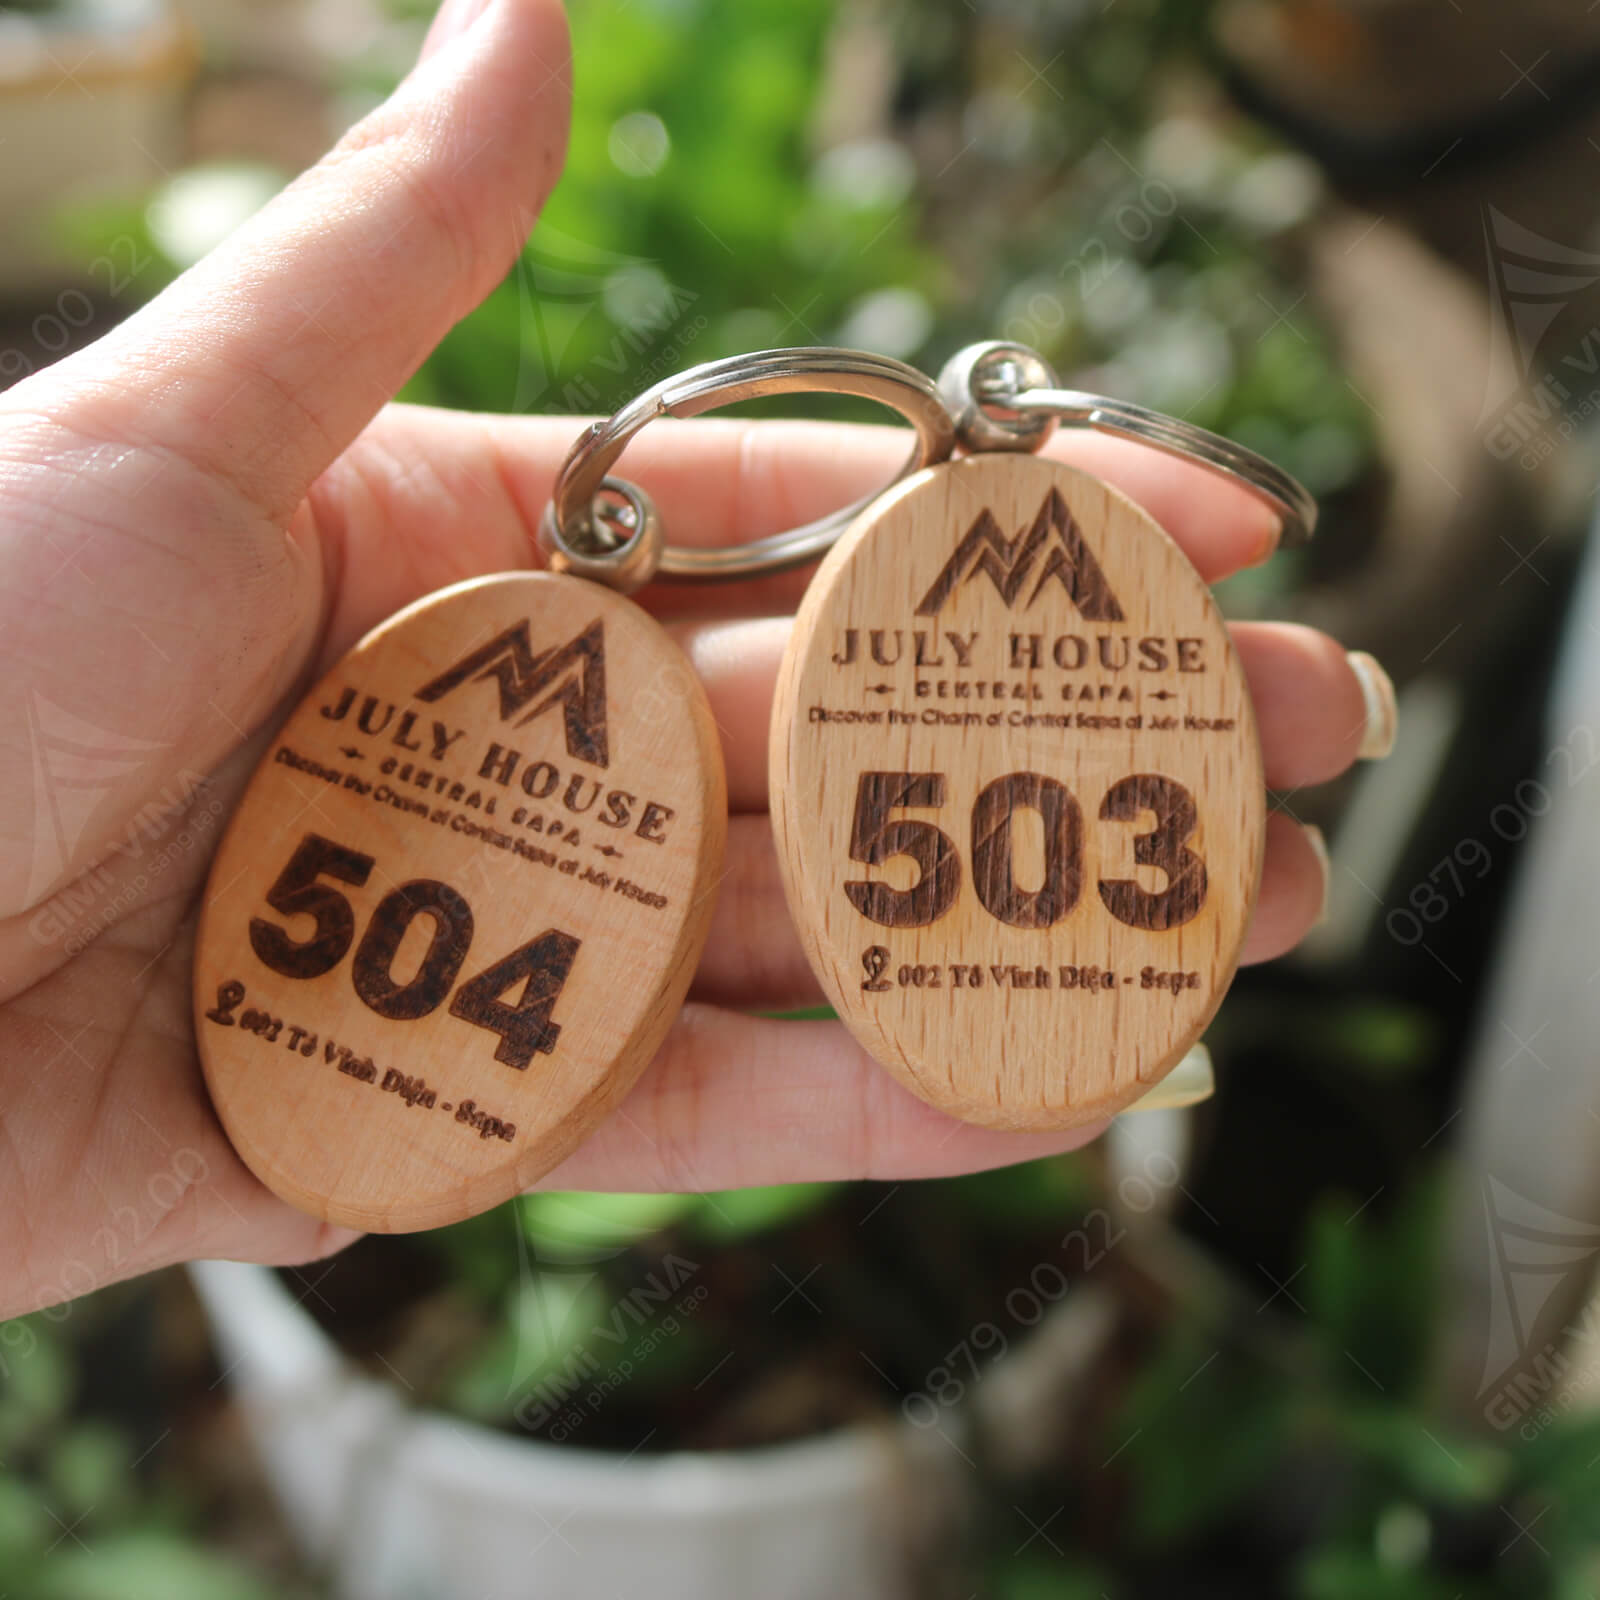 JULY HOUSE
CENTRAL SAPA
Discover the Charm of Central Sapa at July House
504
002 Tô Vĩnh Diện - Sapa
JULY HOUSE
CENTRAL SAPA
Discover the Charm of Central Sapa at July House
503
002 Tô Vĩnh Diện - Sapa
GIMI VINA
Giải pháp sáng tạo
0879 00 22 00